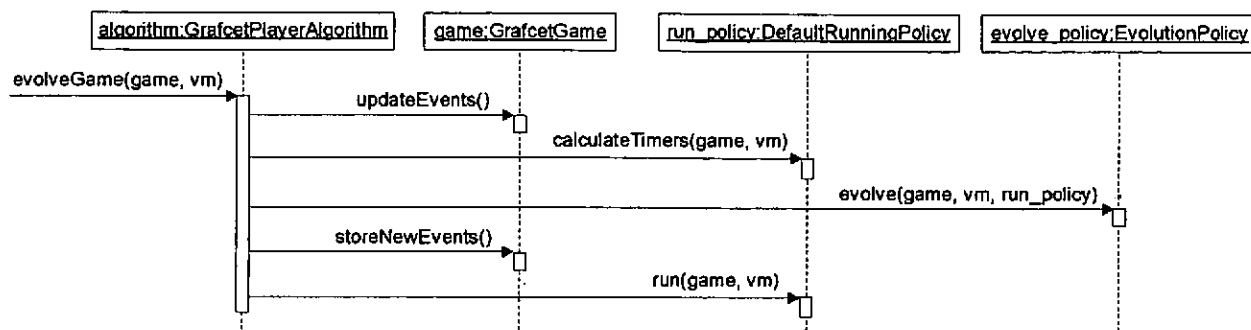 algorithm:GrafcetPlayerAlgorithm
game:GrafcetGame
run_policy:DefaultRunningPolicy
evolve_policy:EvolutionPolicy
evolveGame(game, vm)
updateEvents()
calculateTimers(game, vm)
evolve(game, vm, run_policy)
storeNewEvents()
run(game, vm)